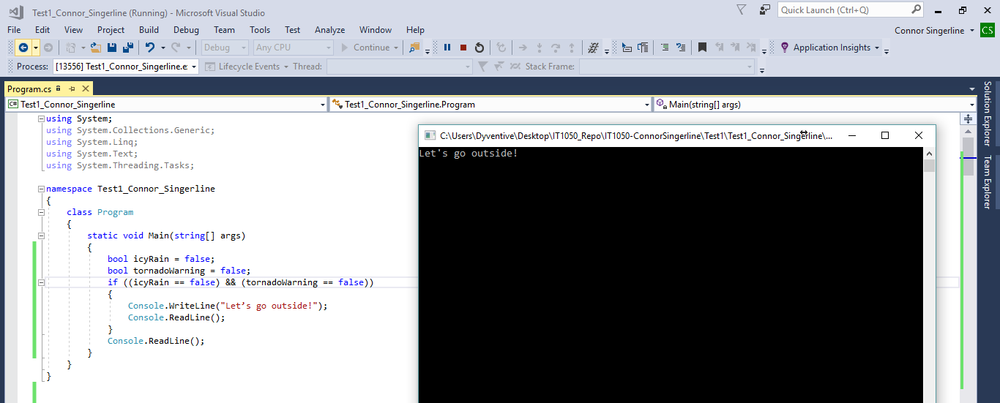 Test1_Connor_Singerline (Running) - Microsoft Visual Studio
Quick Launch (Ctrl+Q)
File Edit View Project Build Debug Team Tools Test Analyze Window Help
Connor Singerline
CS
Debug Any CPU Continue Application Insights
Process: [13556] Test1_Connor_Singerline.e Lifecycle Events Thread: Stack Frame:
Program.cs
C# Test1_Connor_Singerline Test1_Connor_Singerline.Program Main(string[] args)
Solution Explorer
Team Explorer
using System;
using System.Collections.Generic;
using System.Linq;
using System.Text;
using System.Threading.Tasks;
namespace Test1_Connor_Singerline
{
class Program
{
static void Main(string[] args)
{
bool icyRain = false;
bool tornadoWarning = false;
if ((icyRain == false) && (tornadoWarning == false))
{
Console.WriteLine("Let’s go outside!");
Console.ReadLine();
}
Console.ReadLine();
}
}
}
C:\Users\Dyventive\Desktop\IT1050_Repo\IT1050-ConnorSingerline\Test1\Test1_Connor_Singerline\...
Let's go outside!